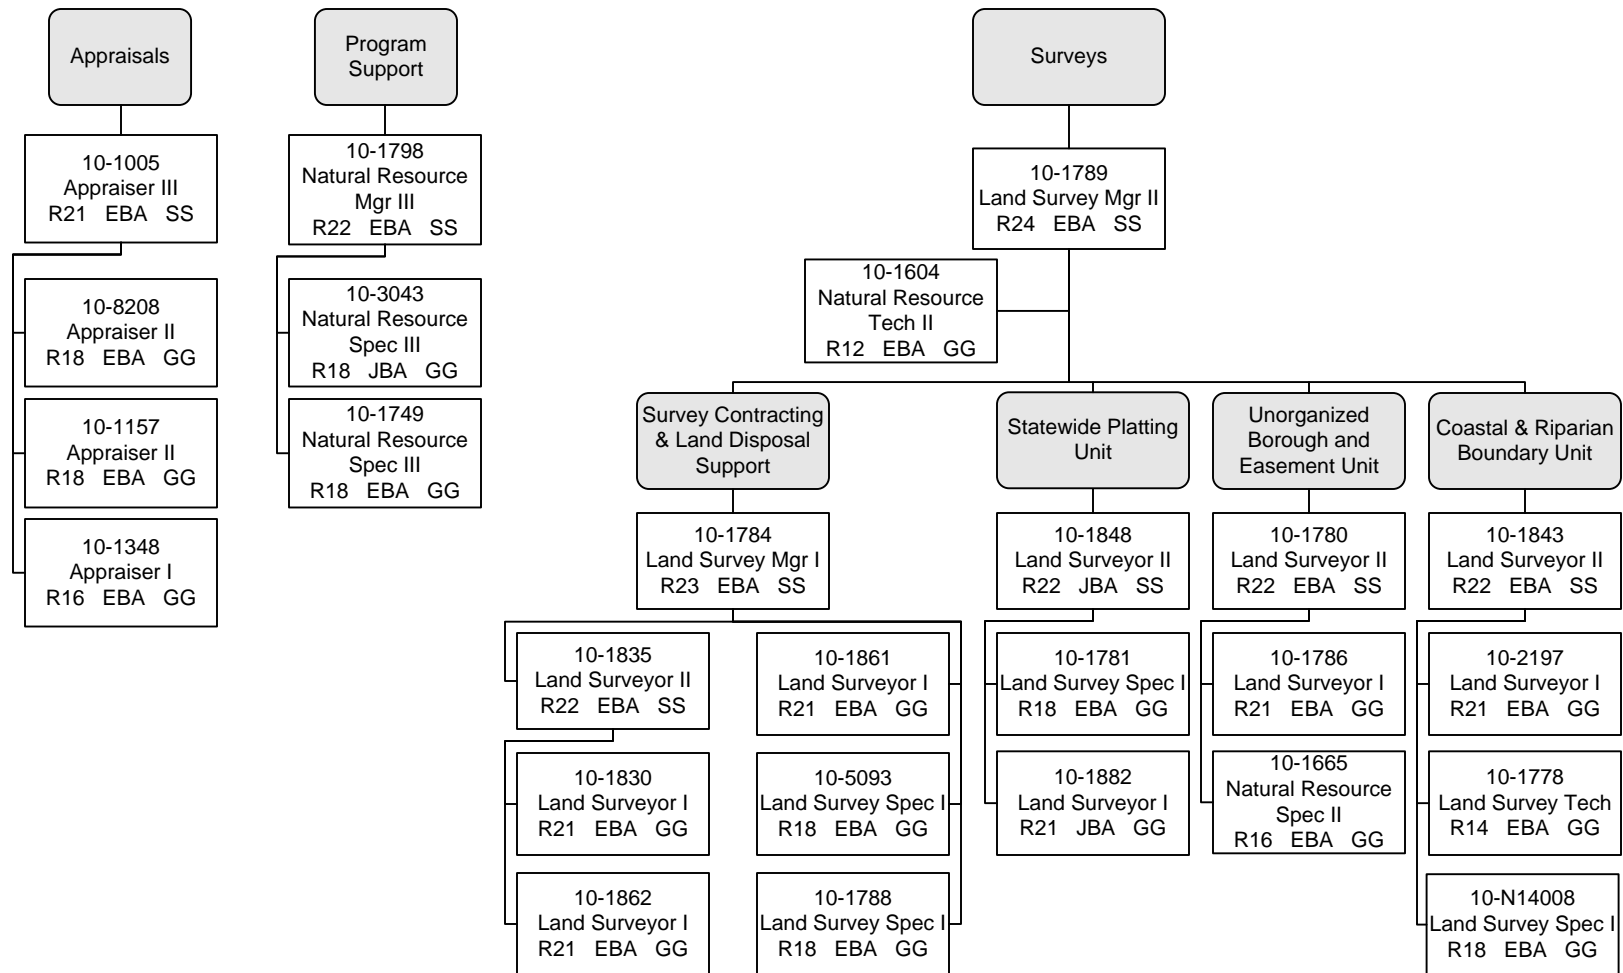 Appraisals
10-1005
Appraiser III
R21 EBA SS
10-8208
Appraiser II
R18 EBA GG
10-1157
Appraiser II
R18 EBA GG
10-1348
Appraiser I
R16 EBA GG
Program
Support
10-1798
Natural Resource
Mgr III
R22 EBA SS
10-3043
Natural Resource
Spec III
R18 JBA GG
10-1749
Natural Resource
Spec III
R18 EBA GG
Surveys
10-1789
Land Survey Mgr II
R24 EBA SS
10-1604
Natural Resource
Tech II
R12 EBA GG
Survey Contracting
& Land Disposal
Support
10-1784
Land Survey Mgr I
R23 EBA SS
10-1835
Land Surveyor II
R22 EBA SS
10-1830
Land Surveyor I
R21 EBA GG
10-1862
Land Surveyor I
R21 EBA GG
10-1861
Land Surveyor I
R21 EBA GG
10-5093
Land Survey Spec I
R18 EBA GG
10-1788
Land Survey Spec I
R18 EBA GG
Statewide Platting
Unit
10-1848
Land Surveyor II
R22 JBA SS
10-1781
Land Survey Spec I
R18 EBA GG
10-1882
Land Surveyor I
R21 JBA GG
Unorganized
Borough and
Easement Unit
10-1780
Land Surveyor II
R22 EBA SS
10-1786
Land Surveyor I
R21 EBA GG
10-1665
Natural Resource
Spec II
R16 EBA GG
Coastal & Riparian
Boundary Unit
10-1843
Land Surveyor II
R22 EBA SS
10-2197
Land Surveyor I
R21 EBA GG
10-1778
Land Survey Tech
R14 EBA GG
10-N14008
Land Survey Spec I
R18 EBA GG